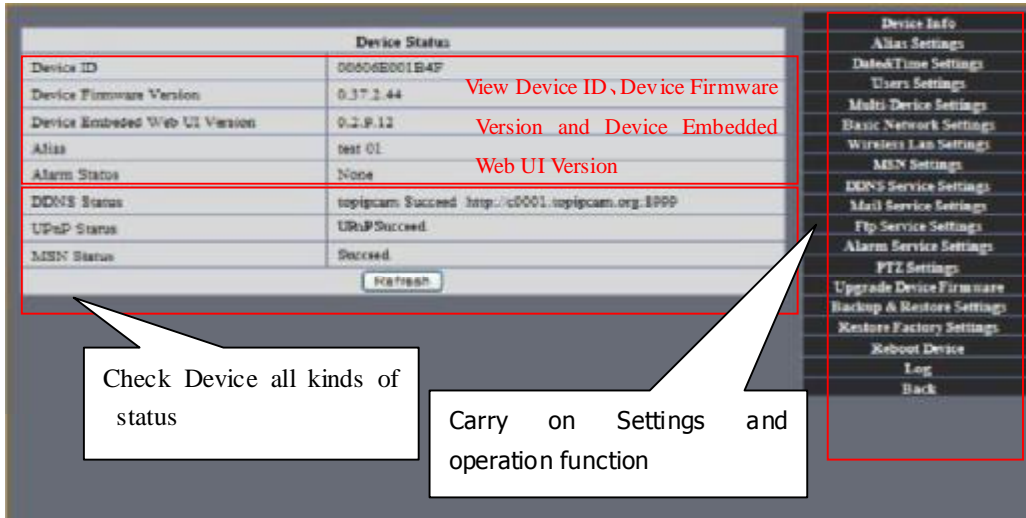 Device Status
Device ID 00606E001B4F
Device Firmware Version 0.37.2.44
Device Embeded Web UI Version 0.2.9.12
Alias test 01
Alarm Status None
DDNS Status topipcam Succeed http://c0001.topipcam.org:8999
UPnP Status UPnP Succeed
MSN Status Succeed
Refresh
View Device ID、Device Firmware
Version and Device Embedded
Web UI Version
Check Device all kinds of
status
Carry on Settings and
operation function
Device Info
Alias Settings
Date&Time Settings
Users Settings
Multi-Device Settings
Basic Network Settings
Wireless Lan Settings
MSN Settings
DDNS Service Settings
Mail Service Settings
Ftp Service Settings
Alarm Service Settings
PTZ Settings
Upgrade Device Firmware
Backup & Restore Settings
Restore Factory Settings
Reboot Device
Log
Back